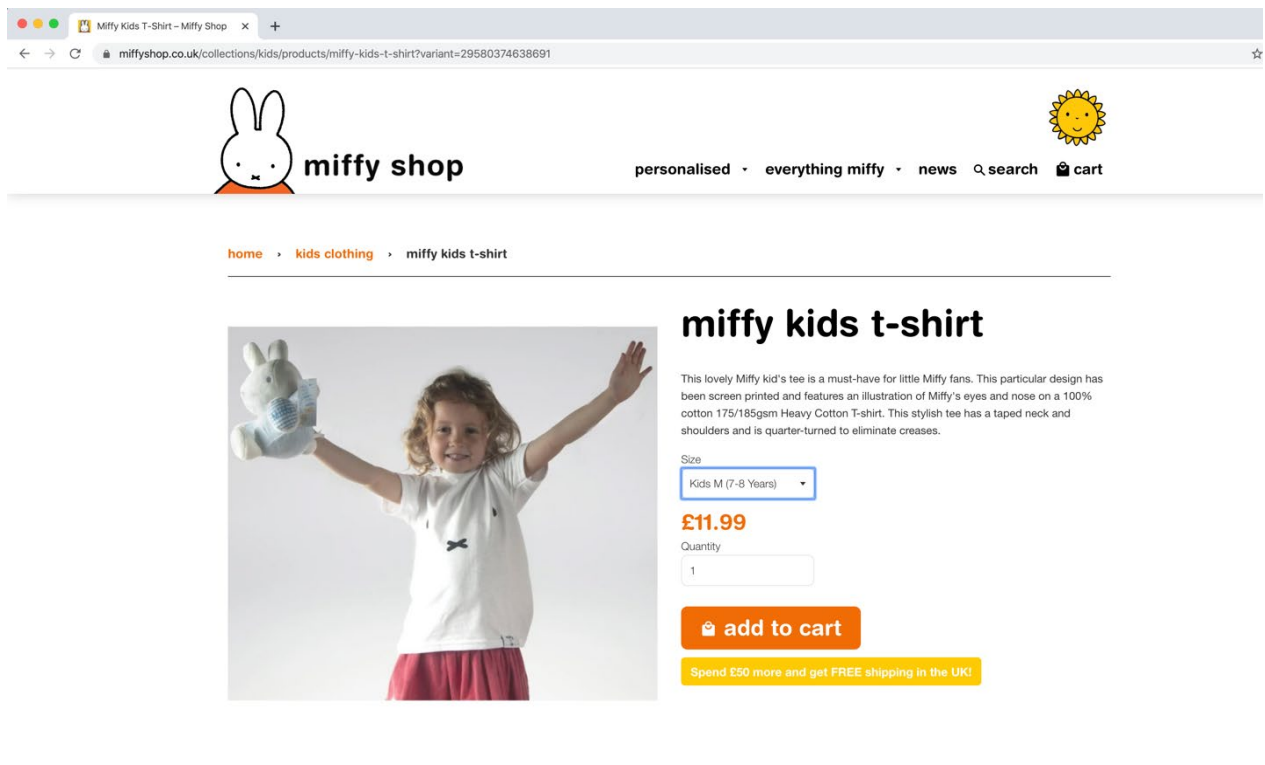 Miffy Kids T-Shirt – Miffy Shop
miffyshop.co.uk/collections/kids/products/miffy-kids-t-shirt?variant=29580374638691
miffy shop
personalised everything miffy news search cart
home › kids clothing › miffy kids t-shirt
miffy kids t-shirt
This lovely Miffy kid's tee is a must-have for little Miffy fans. This particular design has
been screen printed and features an illustration of Miffy's eyes and nose on a 100%
cotton 175/185gsm Heavy Cotton T-shirt. This stylish tee has a taped neck and
shoulders and is quarter-turned to eliminate creases.
Size
Kids M (7-8 Years)
£11.99
Quantity
1
add to cart
Spend £50 more and get FREE shipping in the UK!